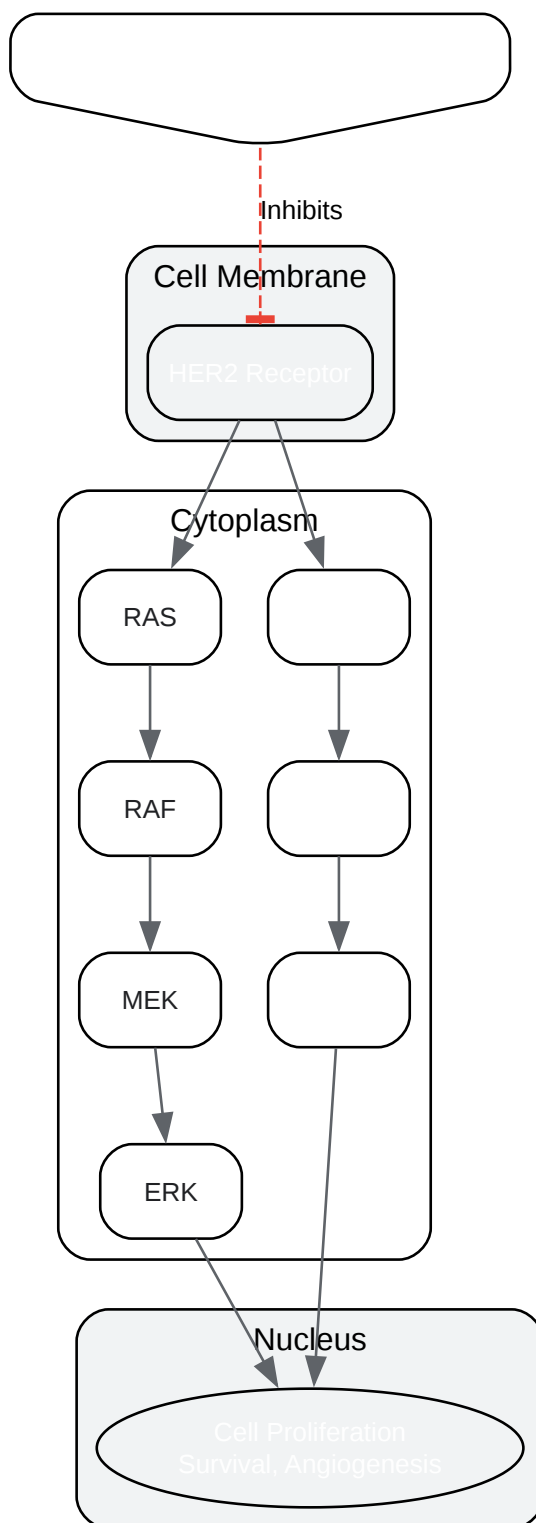 Inhibits
Cell Membrane
HER2 Receptor
Cytoplasm
RAS
RAF
MEK
ERK
Nucleus
Cell Proliferation
Survival, Angiogenesis